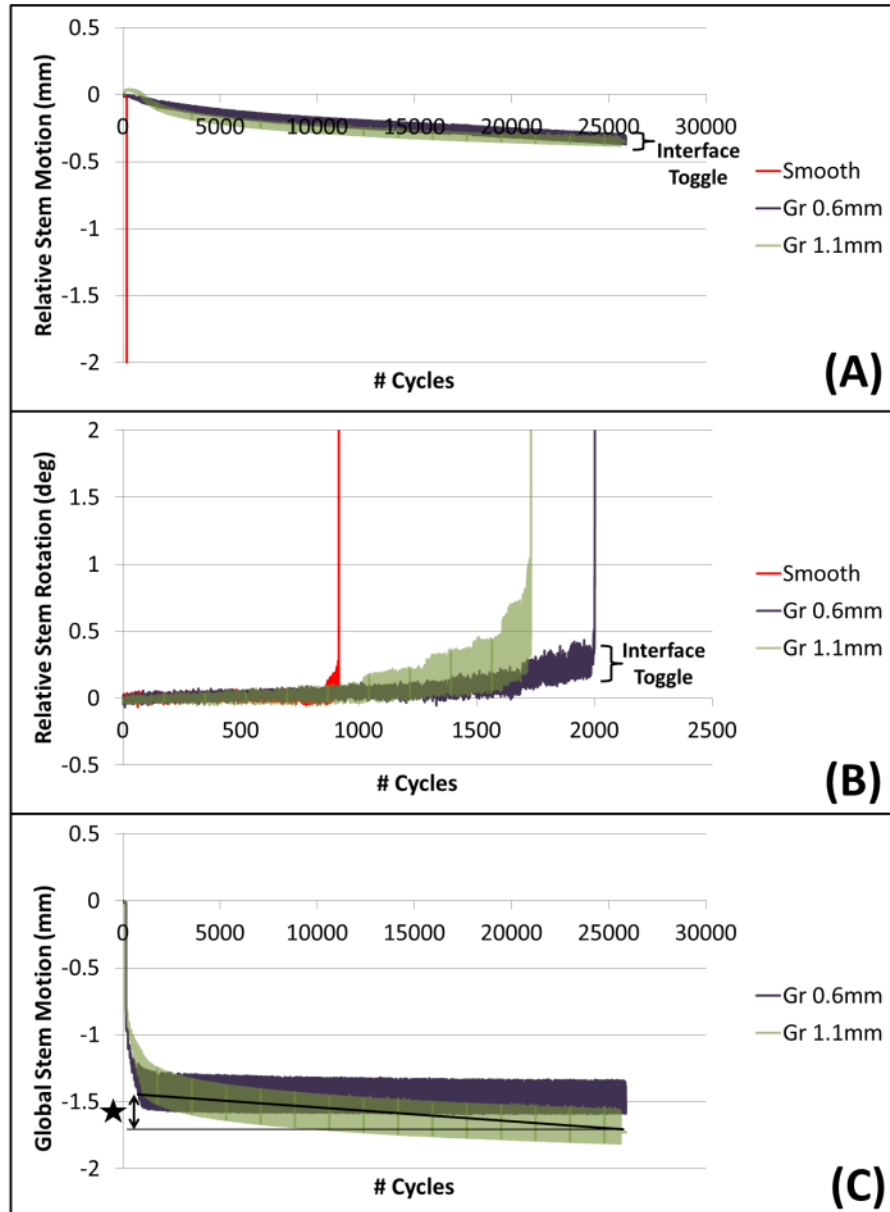 0.5
0
0 5000 10000 15000 20000 25000 30000
-0.5
Interface
Toggle
-1
-1.5
-2
Relative Stem Motion (mm)
# Cycles
Smooth
Gr 0.6mm
Gr 1.1mm
(A)
2
1.5
1
0.5
Interface
Toggle
0
0 500 1000 1500 2000 2500
-0.5
Relative Stem Rotation (deg)
# Cycles
Smooth
Gr 0.6mm
Gr 1.1mm
(B)
0.5
0
0 5000 10000 15000 20000 25000 30000
-0.5
-1
-1.5
-2
Global Stem Motion (mm)
# Cycles
Gr 0.6mm
Gr 1.1mm
(C)